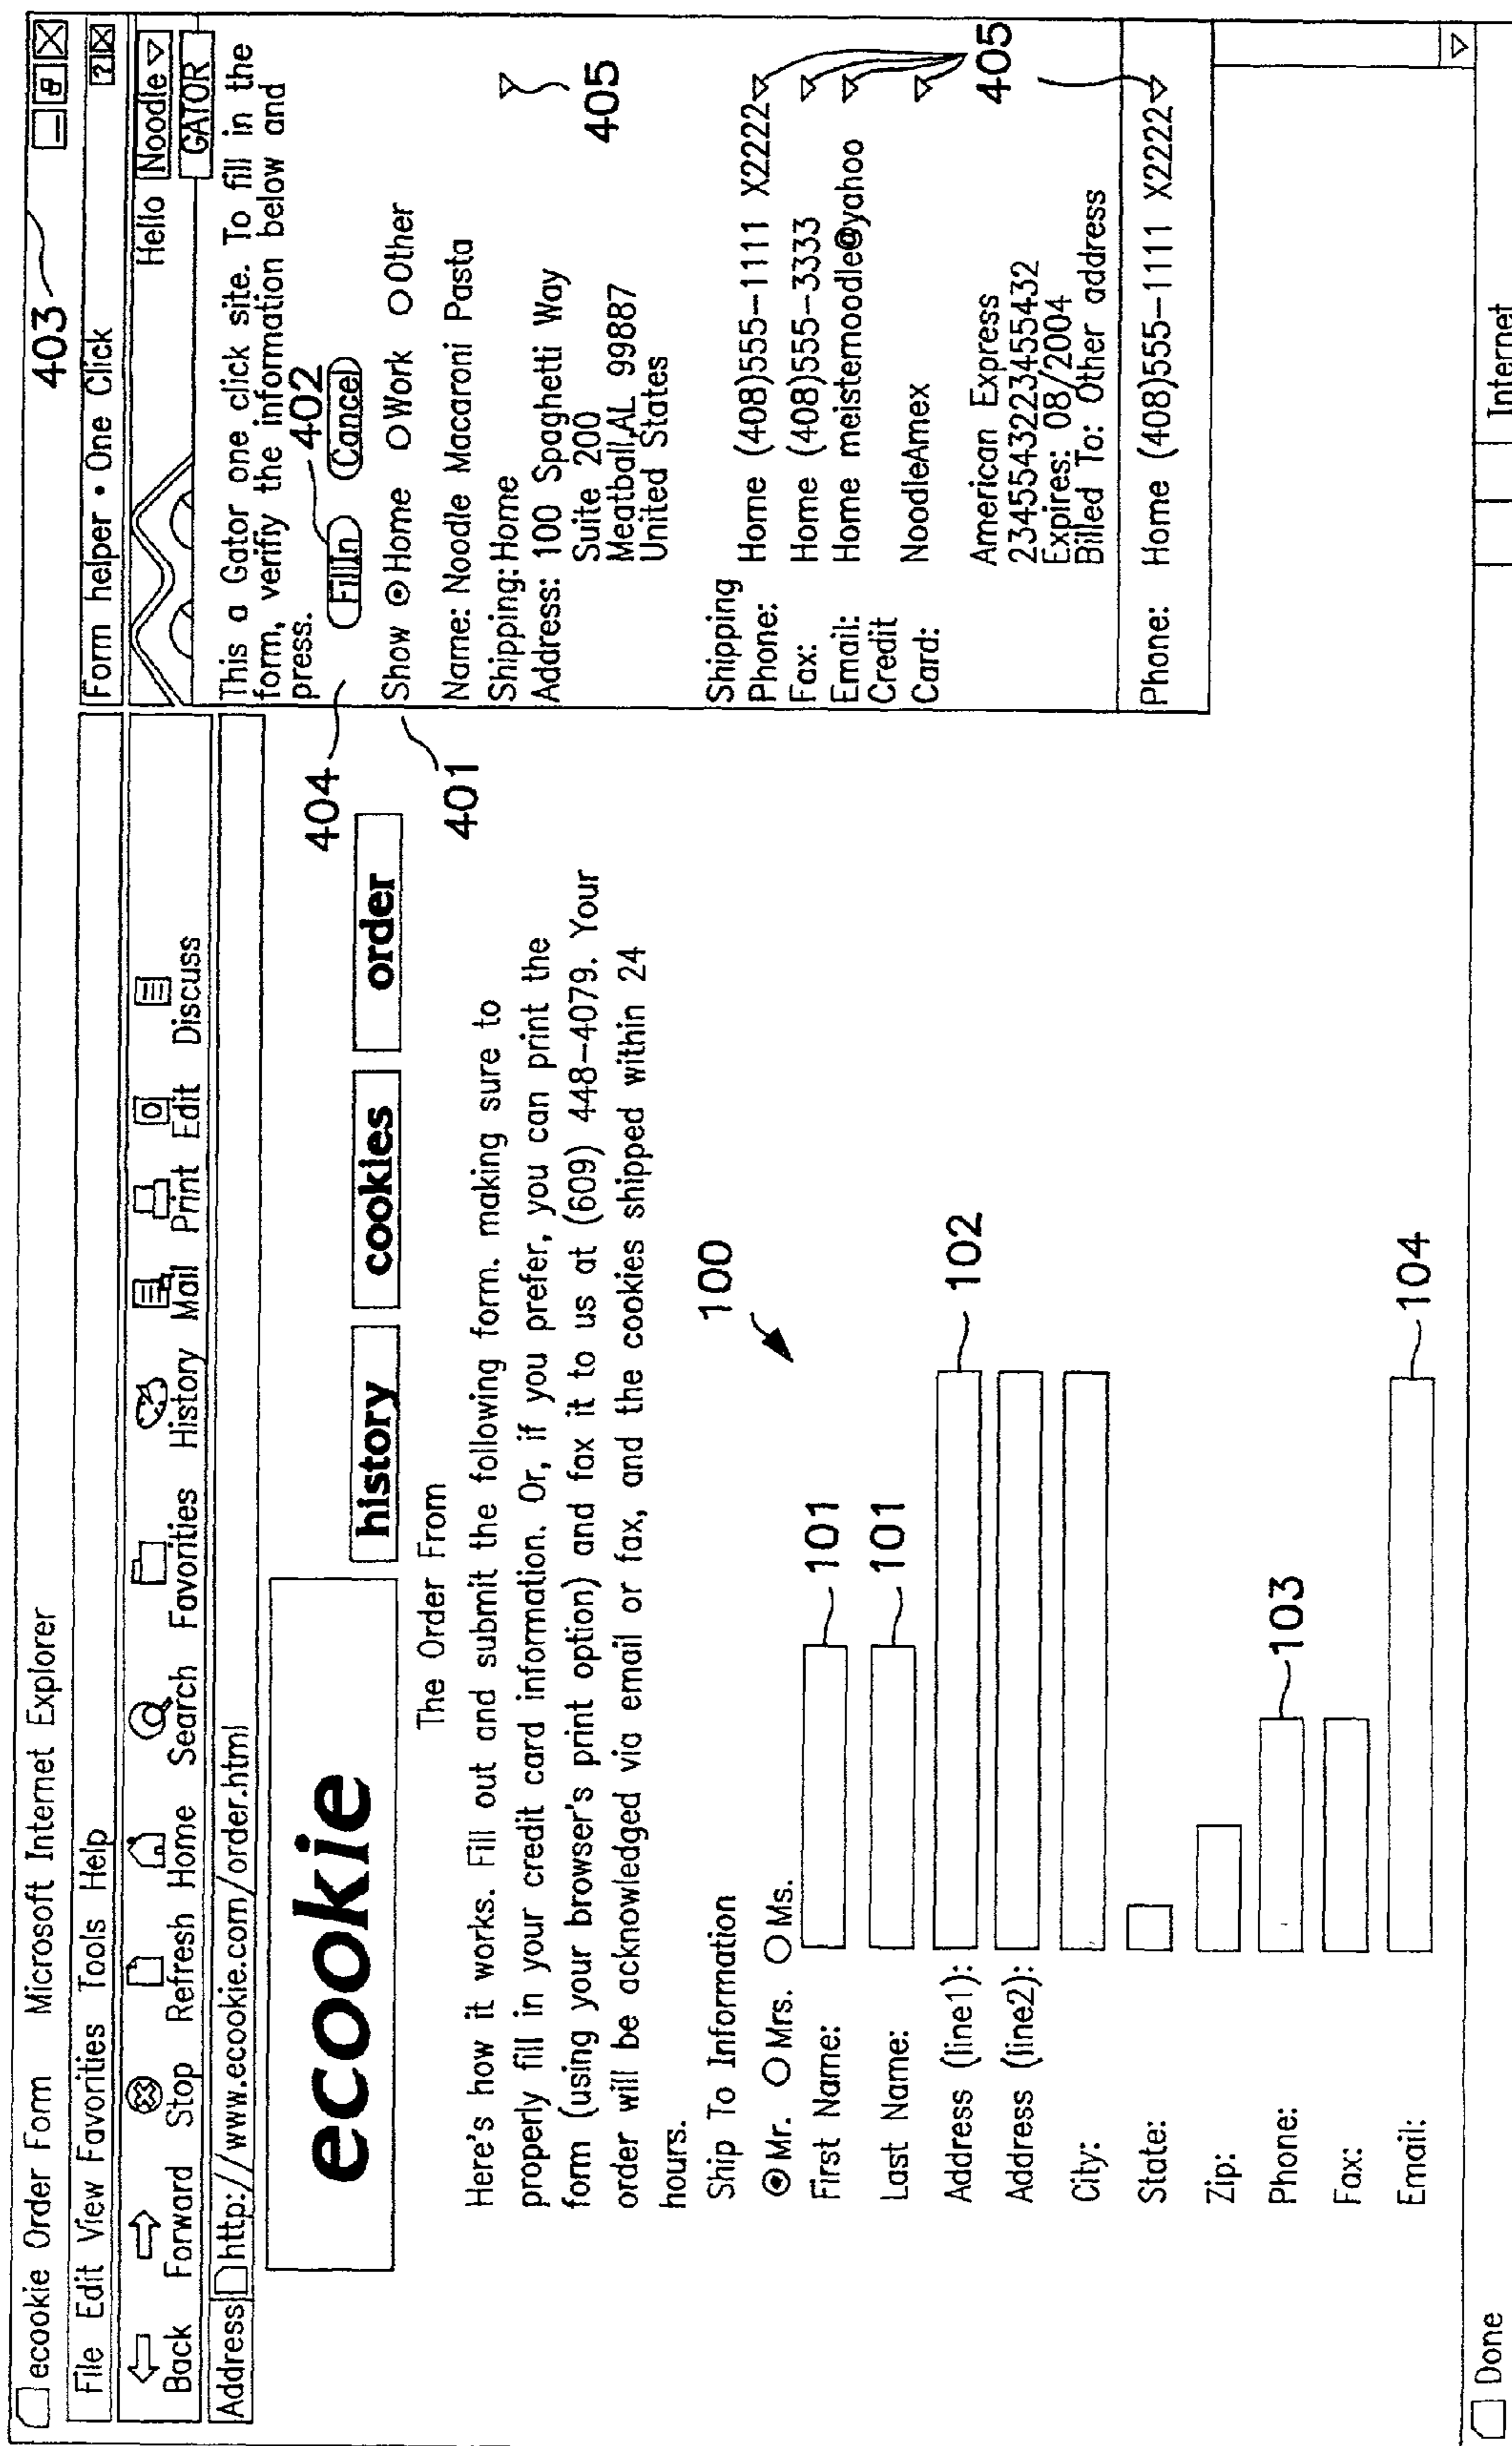 ecookie Order Form Microsoft Internet Explorer
403
File Edit View Favorities Tools Help
Back Forward Stop Refresh Home Search Favorities History Mail Print Edit Discuss
Address http://www.ecookie.com/order.html
ecookie
history
cookies
order
The Order From
Here's how it works. Fill out and submit the following form. making sure to
properly fill in your credit card information. Or, if you prefer, you can print the
form (using your browser's print option) and fax it to us at (609) 448-4079. Your
order will be acknowledged via email or fax, and the cookies shipped within 24
hours.
100
Ship To Information
Mr. Mrs. Ms.
First Name: 101
Last Name: 101
Address (line1): 102
Address (line2):
City:
State:
Zip:
Phone: 103
Fax:
Email: 104
Form helper • One Click ?
Hello Noodle
GATOR
This a Gator one click site. To fill in the
form, verifiy the information below and
press. 402
FillIn Cancel
404
401
Show Home Work Other
Name: Noodle Macaroni Pasta
Shipping: Home
Address: 100 Spaghetti Way
Suite 200
Meatball,AL 99887
United States
405
Shipping
Phone: Home (408)555-1111 X2222
Fax: Home (408)555-3333
Email: Home meisternoodle@yahoo
Credit
Card: NoodleAmex
405
American Express
2345543223455432
Expires: 08/2004
Billed To: Other address
Phone: Home (408)555-1111 X2222
Done
Internet